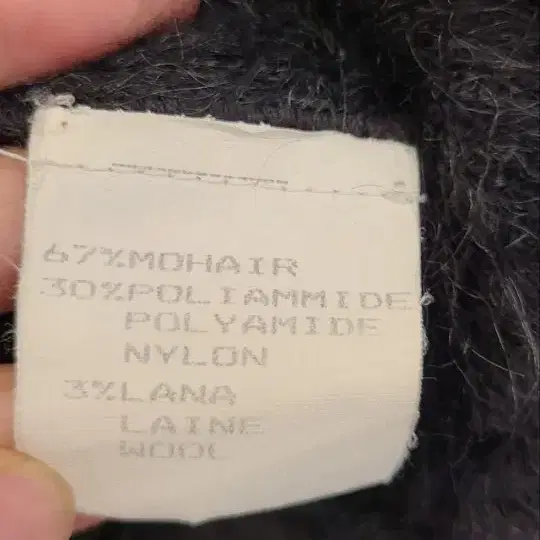 67%MOHAIR
30%POLIAMMIDE
POLYAMIDE
NYLON
3%LANA
LAINE
WOOL